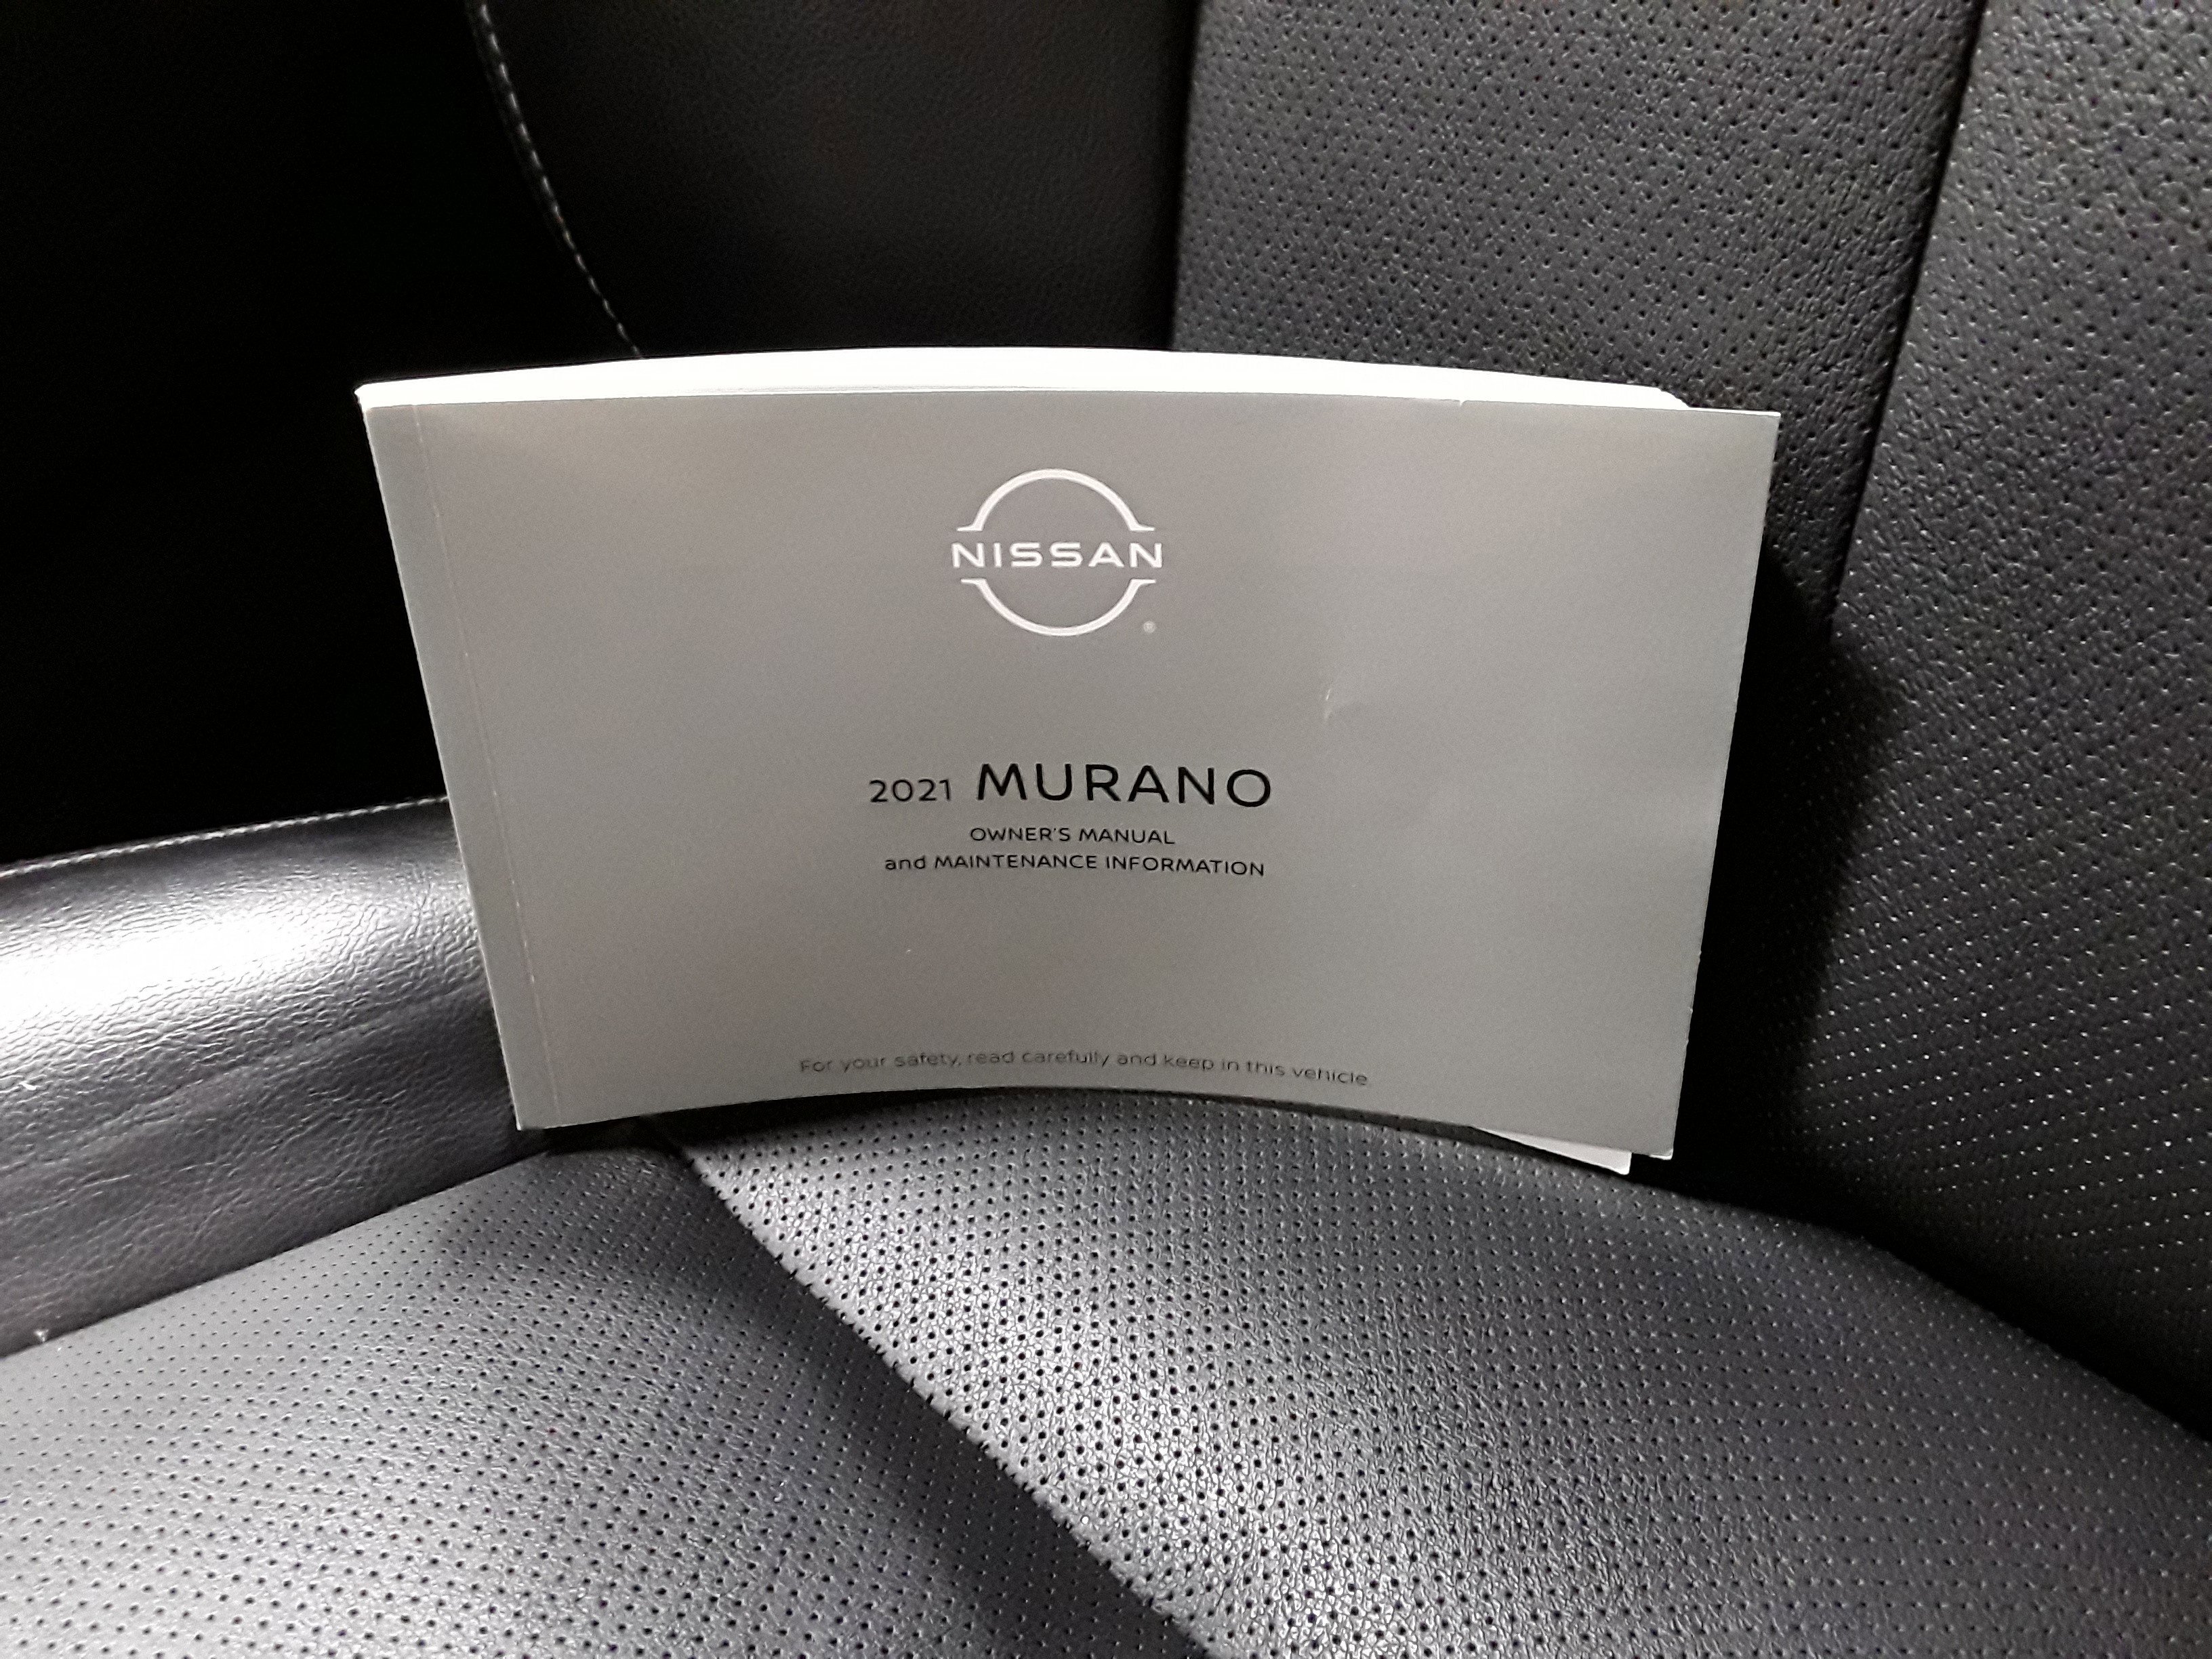 NISSAN
®
2021 MURANO
OWNER'S MANUAL
and MAINTENANCE INFORMATION
For your safety, read carefully and keep in this vehicle.